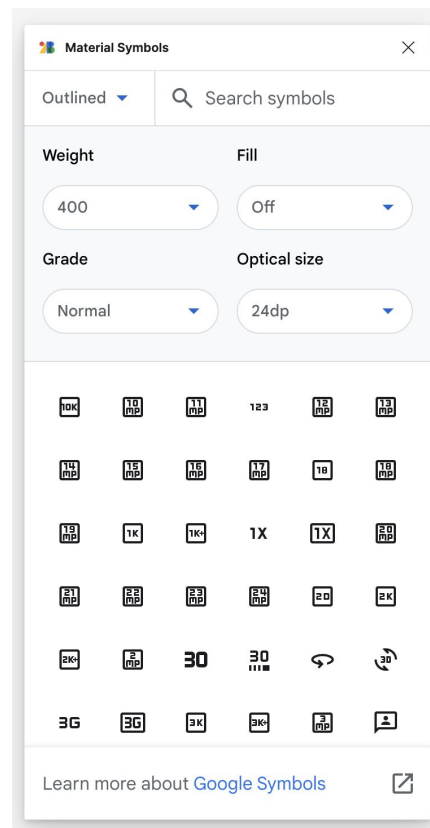 Material Symbols
Outlined Search symbols
Weight Fill
400 Off
Grade Optical size
Normal 24dp
10K 10 MP 11 MP 123 12 MP 13 MP
14 MP 15 MP 16 MP 17 MP 18 18 MP
19 MP 1K 1K+ 1X 1X 20 MP
21 MP 22 MP 23 MP 24 MP 2D 2K
2K+ 2 MP 30 30 3D
3G 3G 3K 3K+ 3 MP
Learn more about Google Symbols